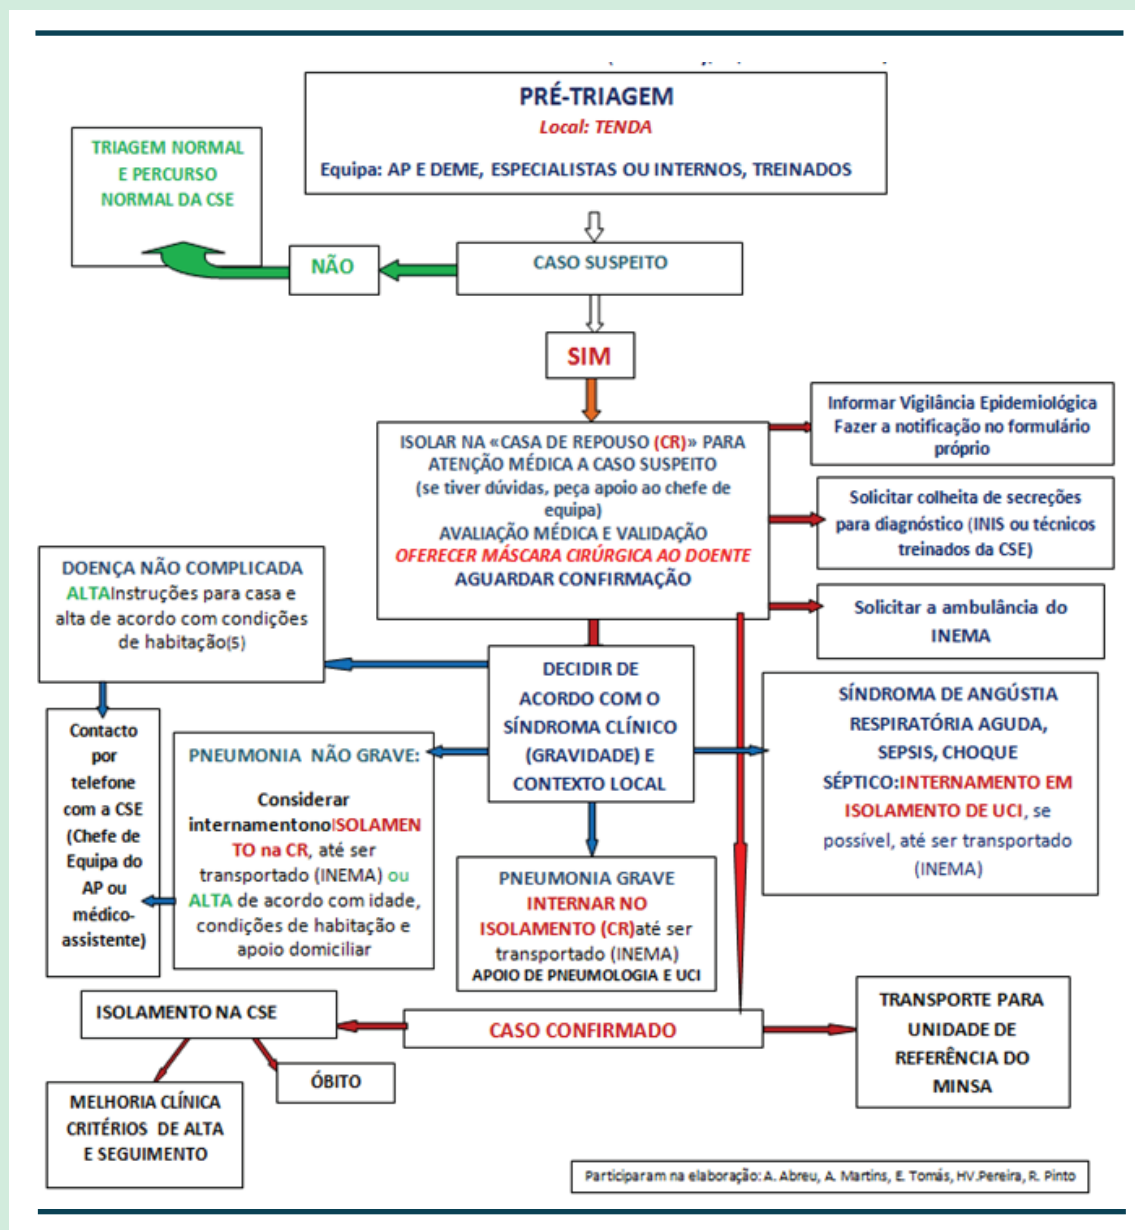 PRÉ-TRIAGEM
Local: TENDA
Equipa: AP E DEME, ESPECIALISTAS OU INTERNOS, TREINADOS
TRIAGEM NORMAL
E PERCURSO
NORMAL DA CSE
NÃO
CASO SUSPEITO
SIM
ISOLAR NA «CASA DE REPOUSO (CR)» PARA
ATENÇÃO MÉDICA A CASO SUSPEITO
(se tiver dúvidas, peça apoio ao chefe de
equipa)
AVALIAÇÃO MÉDICA E VALIDAÇÃO
OFERECER MÁSCARA CIRÚRGICA AO DOENTE
AGUARDAR CONFIRMAÇÃO
Informar Vigilância Epidemiológica
Fazer a notificação no formulário
próprio
Solicitar colheita de secreções
para diagnóstico (INIS ou técnicos
treinados da CSE)
Solicitar a ambulância do
INEMA
DOENÇA NÃO COMPLICADA
ALTAInstruções para casa e
alta de acordo com condições
de habitação(5)
DECIDIR DE
ACORDO COM O
SÍNDROMA CLÍNICO
(GRAVIDADE) E
CONTEXTO LOCAL
SÍNDROMA DE ANGÚSTIA
RESPIRATÓRIA AGUDA,
SEPSIS, CHOQUE
SÉPTICO:INTERNAMENTO EM
ISOLAMENTO DE UCI, se
possível, até ser transportado
(INEMA)
Contacto
por
telefone
com a CSE
(Chefe de
Equipa do
AP ou
médico-
assistente)
PNEUMONIA NÃO GRAVE:
Considerar
internamentonoISOLAMEN
TO na CR, até ser
transportado (INEMA) ou
ALTA de acordo com idade,
condições de habitação e
apoio domiciliar
PNEUMONIA GRAVE
INTERNAR NO
ISOLAMENTO (CR)até ser
transportado (INEMA)
APOIO DE PNEUMOLOGIA E UCI
ISOLAMENTO NA CSE
CASO CONFIRMADO
TRANSPORTE PARA
UNIDADE DE
REFERÊNCIA DO
MINSA
ÓBITO
MELHORIA CLÍNICA
CRITÉRIOS DE ALTA
E SEGUIMENTO
Participaram na elaboração: A. Abreu, A. Martins, E. Tomás, HV.Pereira, R. Pinto